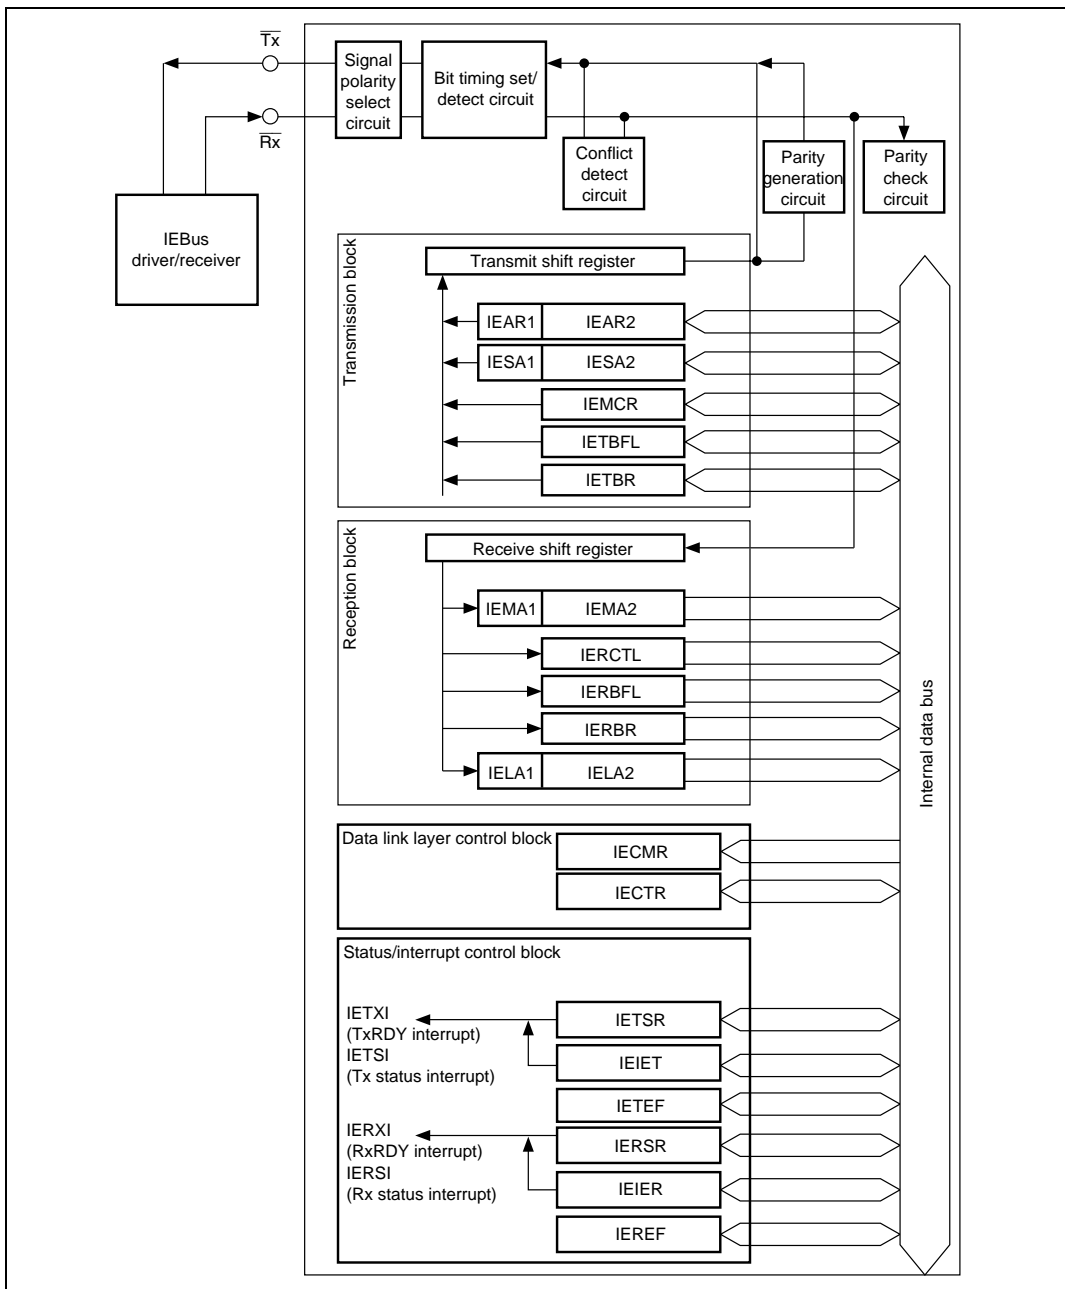 Tx
Rx
Signal
polarity
select
circuit
Bit timing set/
detect circuit
Conflict
detect
circuit
Parity
generation
circuit
Parity
check
circuit
IEBus
driver/receiver
Transmission block
Transmit shift register
IEAR1 IEAR2
IESA1 IESA2
IEMCR
IETBFL
IETBR
Reception block
Receive shift register
IEMA1 IEMA2
IERCTL
IERBFL
IERBR
IELA1 IELA2
Internal data bus
Data link layer control block
IECMR
IECTR
Status/interrupt control block
IETXI
(TxRDY interrupt)
IETSI
(Tx status interrupt)
IETSR
IEIET
IETEF
IERXI
(RxRDY interrupt)
IERSI
(Rx status interrupt)
IERSR
IEIER
IEREF